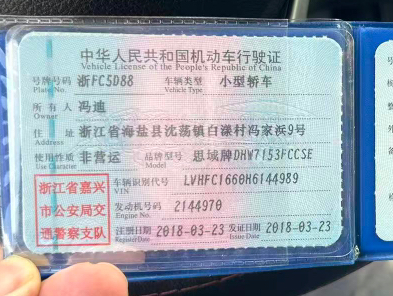 中华人民共和国机动车行驶证
Vehicle License of the People's Republic of China
号牌号码 浙FC5D88 车辆类型 小型轿车
Plate No. Vehicle Type
所有人 冯迪
Owner
住址 浙江省海盐县沈荡镇白漾村冯家浜9号
Address
使用性质 非营运 品牌型号 思域牌DHW7153FCCSE
Use Character Model
浙江省嘉兴
市公安局交
通警察支队
车辆识别代号 LVHFC1660H6144989
VIN
发动机号码 2144970
Engine No.
注册日期 2018-03-23 发证日期 2018-03-23
Register Date Issue Date